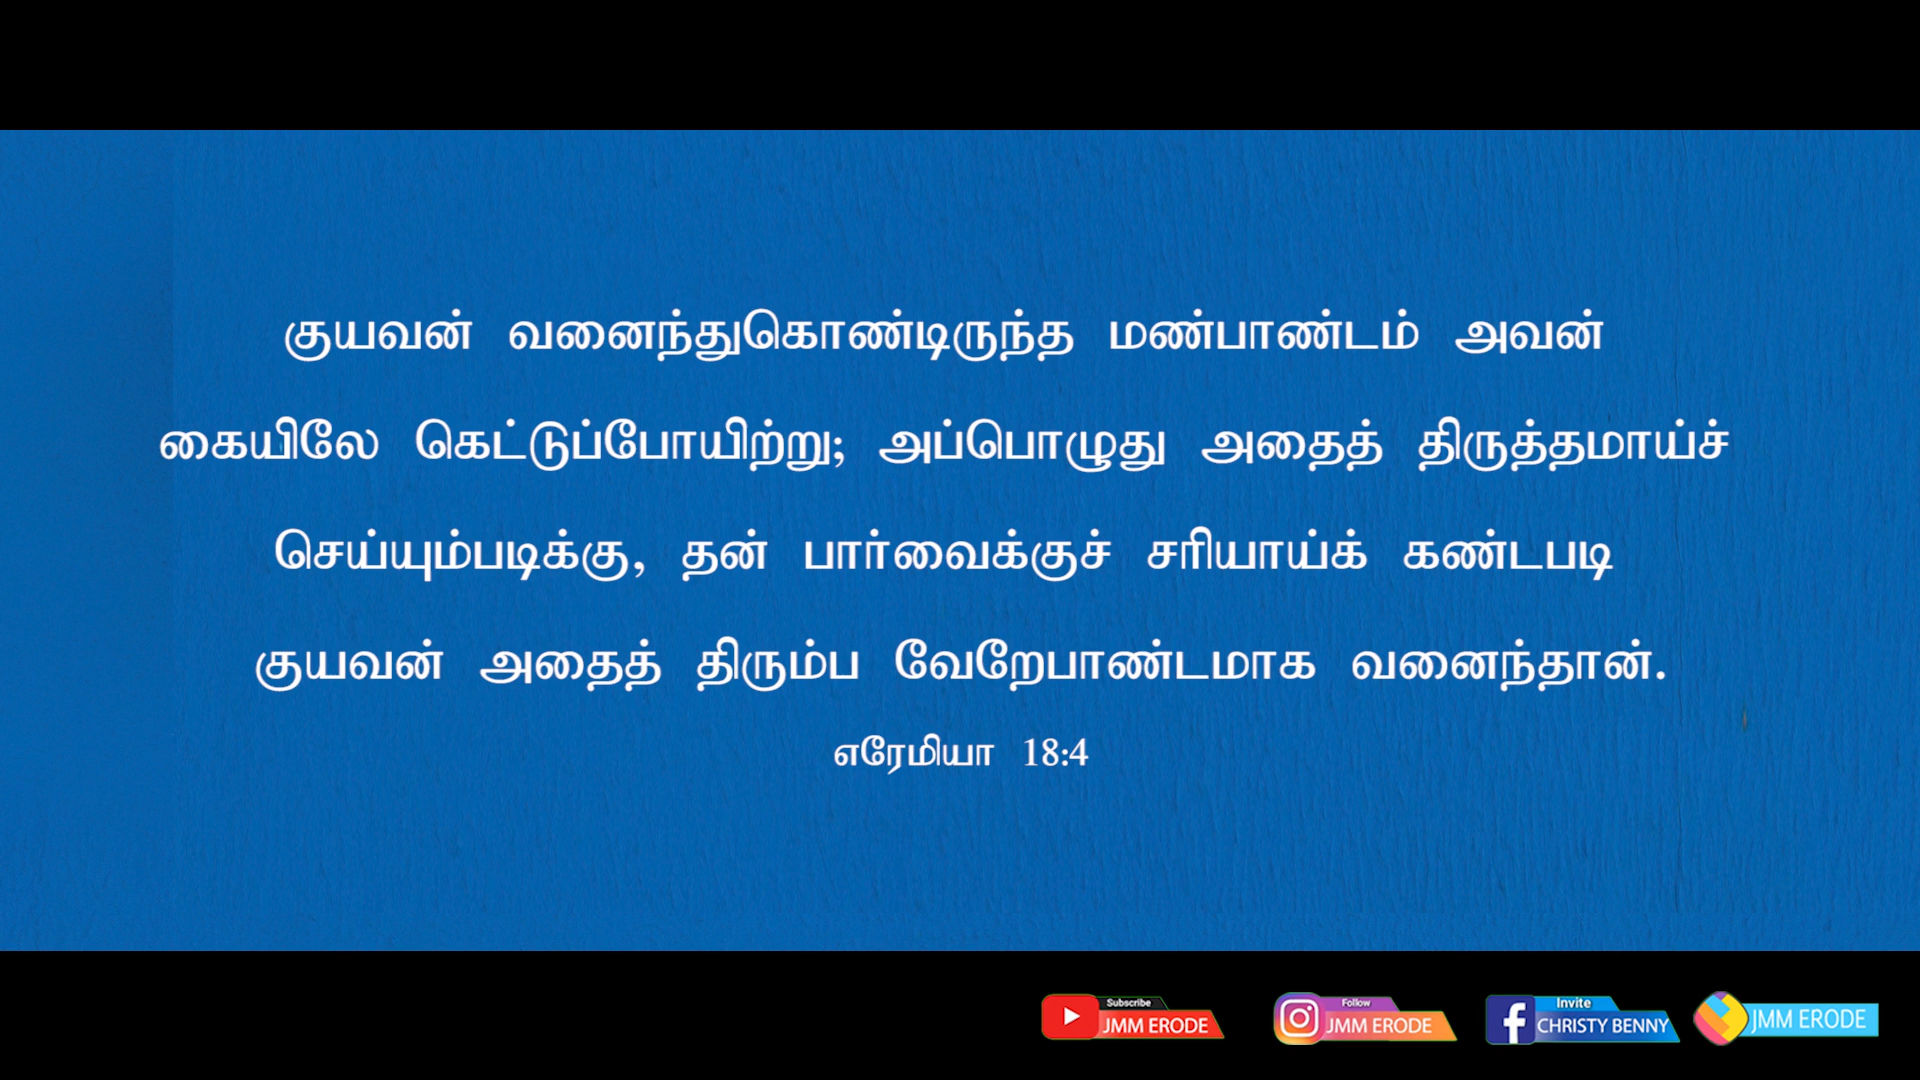 குயவன் வனைந்துகொண்டிருந்த மண்பாண்டம் அவன்
கையிலே கெட்டுப்போயிற்று; அப்பொழுது அதைத் திருத்தமாய்ச்
செய்யும்படிக்கு, தன் பார்வைக்குச் சரியாய்க் கண்டபடி
குயவன் அதைத் திரும்ப வேறேபாண்டமாக வனைந்தான்.
எரேமியா 18:4
Subscribe
JMM ERODE
Follow
JMM ERODE
Invite
CHRISTY BENNY
JMM ERODE